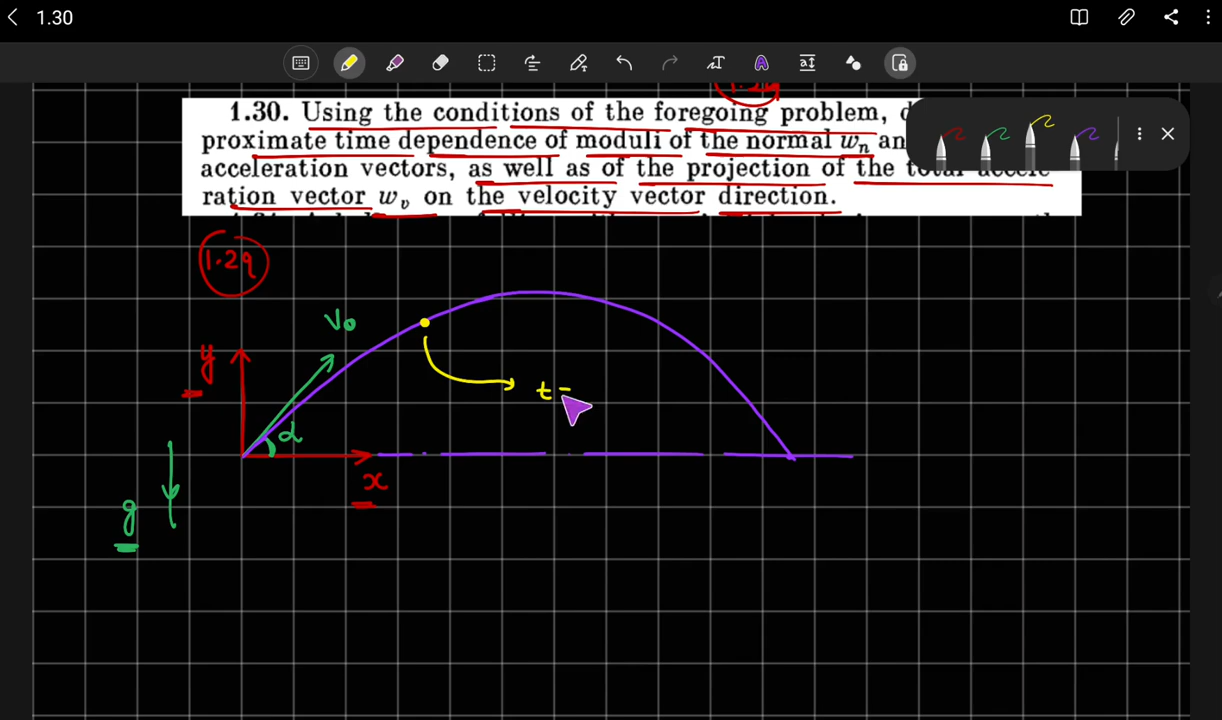 1.30
1.30. Using the conditions of the foregoing problem,
proximate time dependence of moduli of the normal wn an
acceleration vectors, as well as of the projection of the total accele
ration vector wv on the velocity vector direction.
1.29
v0
y
t =
α
x
g